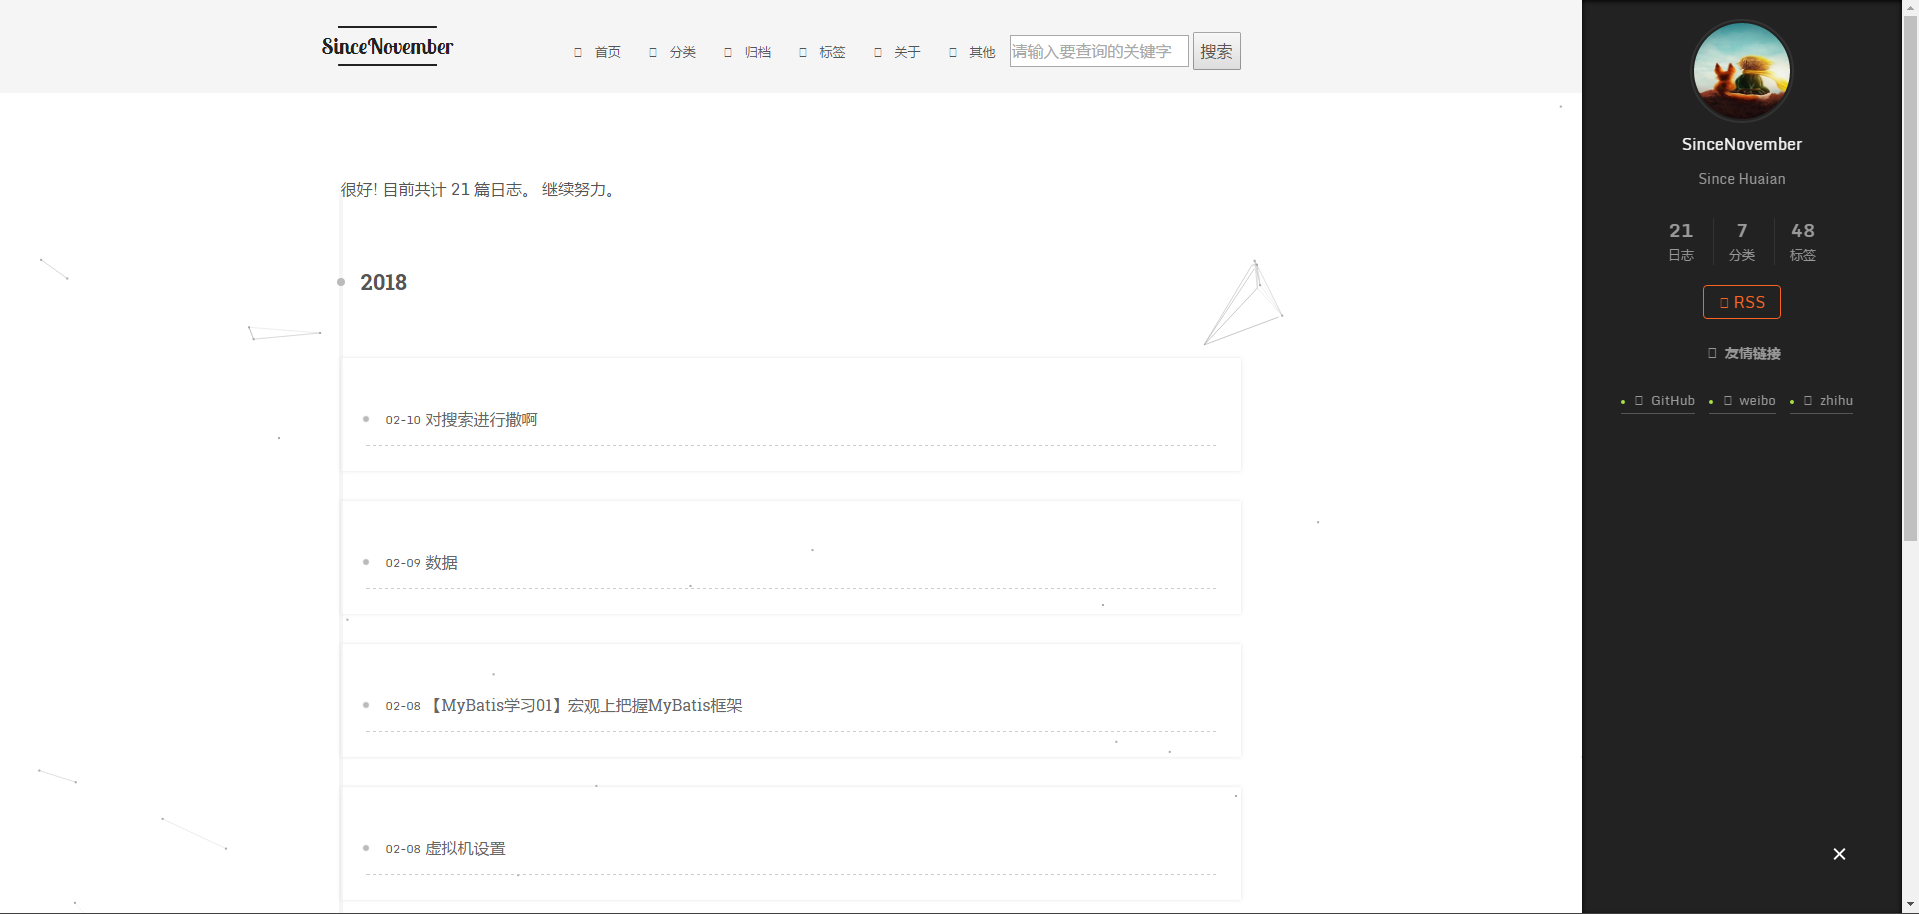 SinceNovember
首页 分类 归档 标签 关于 其他 请输入要查询的关键字 搜索
很好! 目前共计 21 篇日志。 继续努力。
2018
02-10 对搜索进行撒啊
02-09 数据
02-08 【MyBatis学习01】宏观上把握MyBatis框架
02-08 虚拟机设置
SinceNovember
Since Huaian
21 7 48
日志 分类 标签
RSS
友情链接
GitHub weibo zhihu